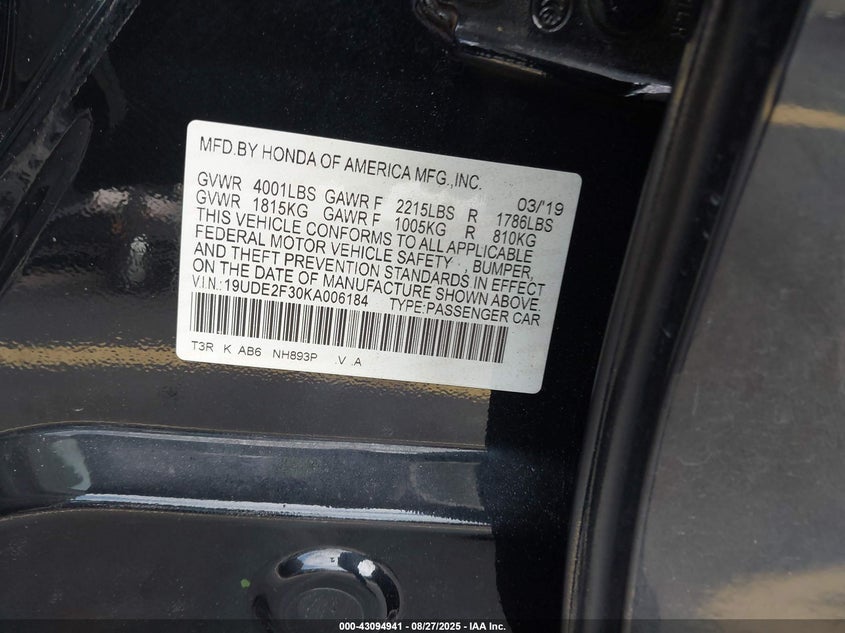 MFD.BY HONDA OF AMERICA MFG.,INC.
03/'19
GVWR 4001LBS GAWR F 2215LBS R 1786LBS
GVWR 1815KG GAWR F 1005KG R 810KG
THIS VEHICLE CONFORMS TO ALL APPLICABLE
FEDERAL MOTOR VEHICLE SAFETY , BUMPER,
AND THEFT PREVENTION STANDARDS IN EFFECT
ON THE DATE OF MANUFACTURE SHOWN ABOVE.
V.I.N.:19UDE2F30KA006184 TYPE:PASSENGER CAR
T3R K AB6 NH893P .V .A
000-43094941 - 08/27/2025 - IAA Inc.